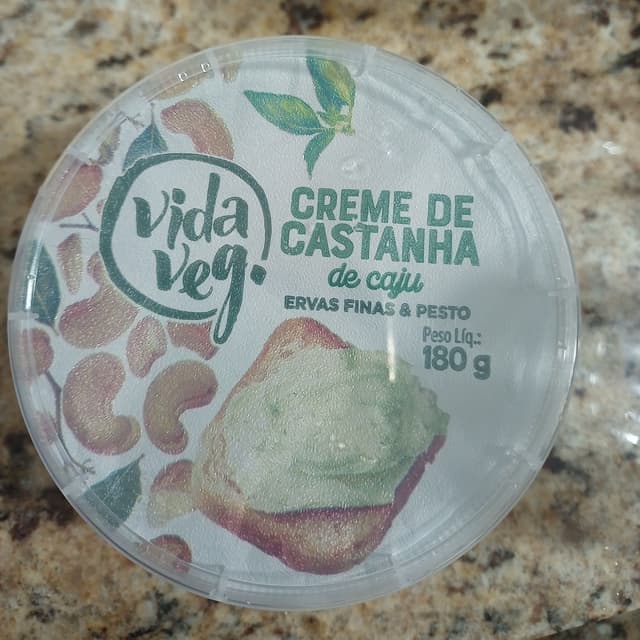 vida
veg.
CREME DE
CASTANHA
de caju
ERVAS FINAS & PESTO
Peso Líq.:
180 g